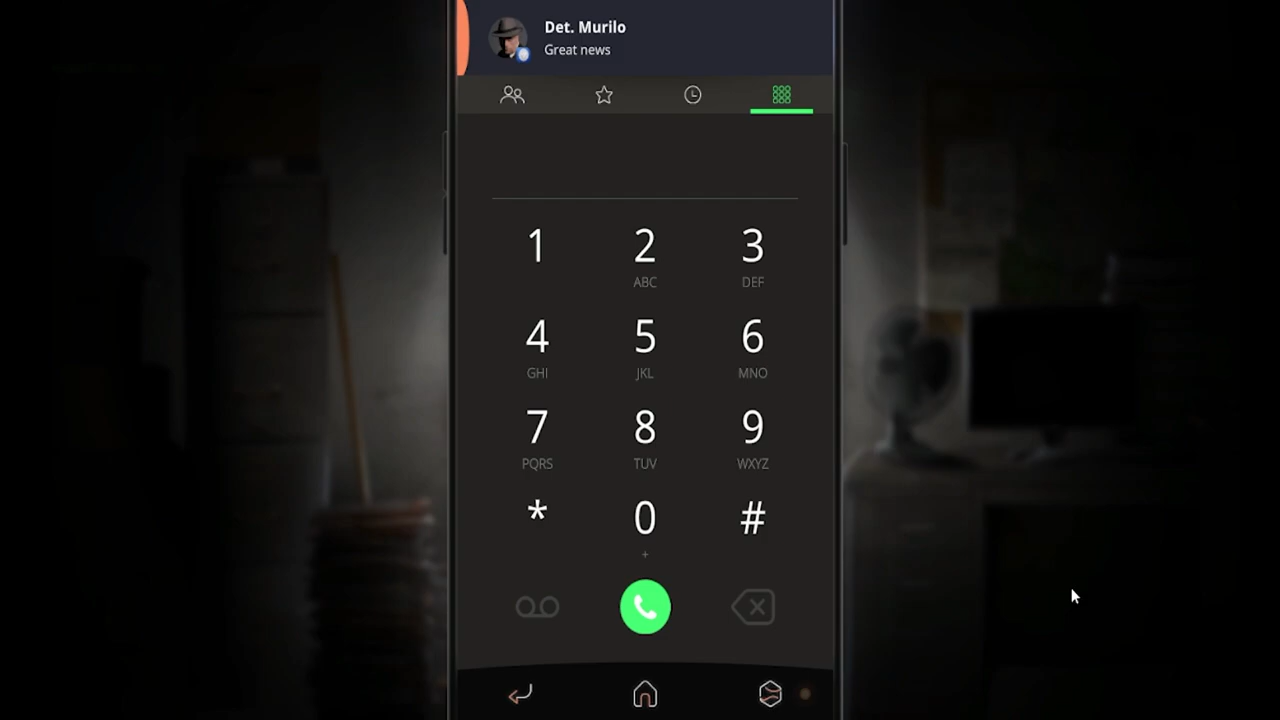 Det. Murilo
Great news
1 2 3
ABC DEF
4 5 6
GHI JKL MNO
7 8 9
PQRS TUV WXYZ
* 0 #
+